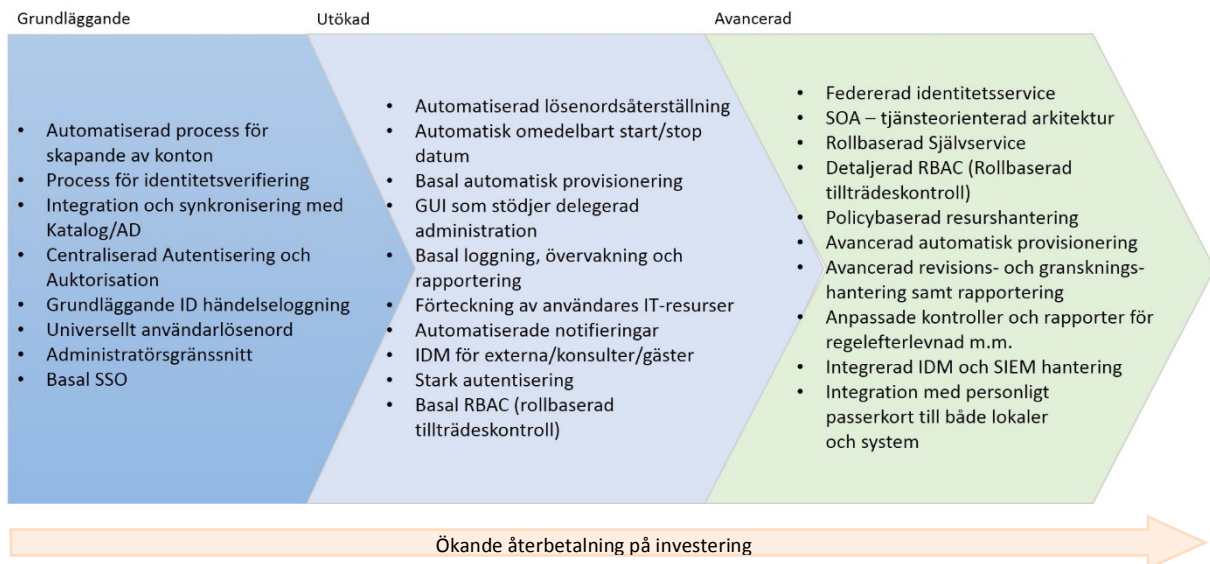 Grundläggande
Utökad
Avancerad
• Automatiserad process för
skapande av konton
• Process för identitetsverifiering
• Integration och synkronisering med
Katalog/AD
• Centraliserad Autentisering och
Auktorisation
• Grundläggande ID händelseloggning
• Universellt användarlösenord
• Administratörsgränssnitt
• Basal SSO
• Automatiserad lösenordsåterställning
• Automatisk omedelbart start/stop
datum
• Basal automatisk provisionering
• GUI som stödjer delegerad
administration
• Basal loggning, övervakning och
rapportering
• Förteckning av användares IT-resurser
• Automatiserade notifieringar
• IDM för externa/konsulter/gäster
• Stark autentisering
• Basal RBAC (rollbaserad
tillträdeskontroll)
• Federerad identitetsservice
• SOA – tjänsteorienterad arkitektur
• Rollbaserad Självservice
• Detaljerad RBAC (Rollbaserad
tillträdeskontroll)
• Policybaserad resurshantering
• Avancerad automatisk provisionering
• Avancerad revisions- och gransknings-
hantering samt rapportering
• Anpassade kontroller och rapporter för
regelefterlevnad m.m.
• Integrerad IDM och SIEM hantering
• Integration med personligt
passerkort till både lokaler
och system
Ökande återbetalning på investering